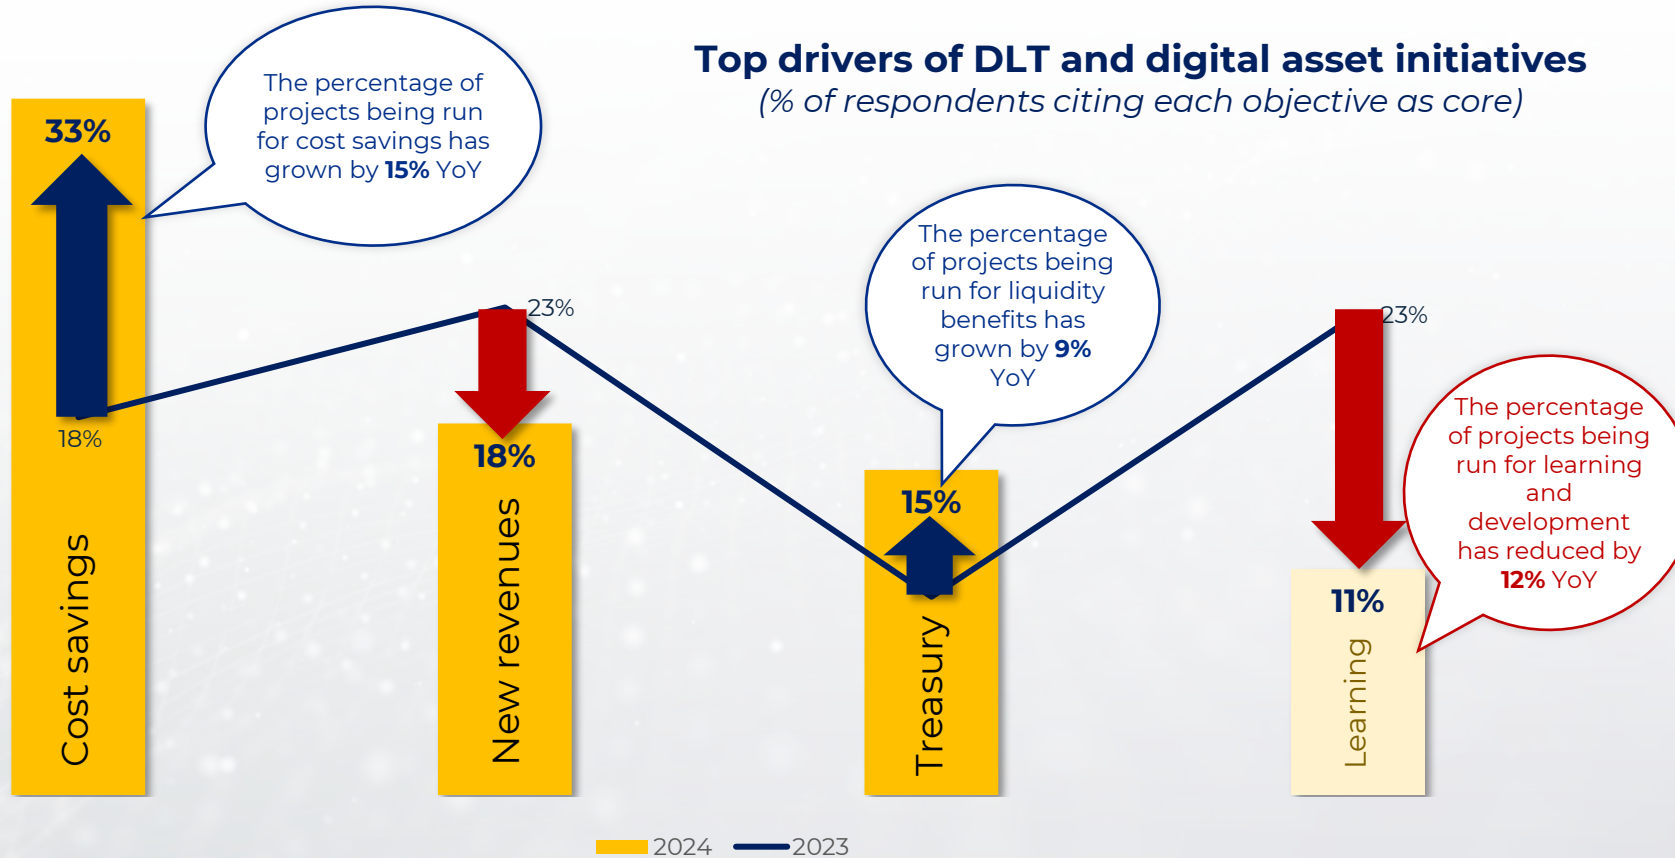 Top drivers of DLT and digital asset initiatives
(% of respondents citing each objective as core)
The percentage of
projects being run
for cost savings has
grown by 15% YoY
33%
18%
Cost savings
23%
18%
New revenues
The percentage
of projects being
run for liquidity
benefits has
grown by 9%
YoY
15%
Treasury
23%
The percentage
of projects being
run for learning
and
development
has reduced by
12% YoY
11%
Learning
2024
2023